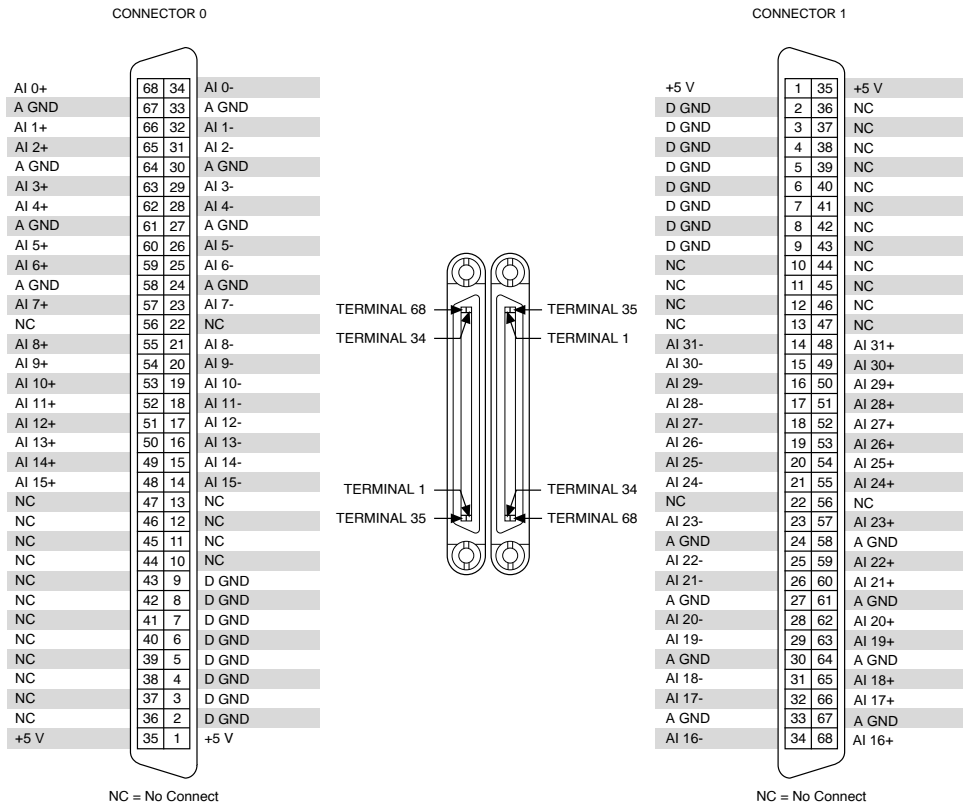 CONNECTOR 0
AI 0+ 68 34 AI 0-
A GND 67 33 A GND
AI 1+ 66 32 AI 1-
AI 2+ 65 31 AI 2-
A GND 64 30 A GND
AI 3+ 63 29 AI 3-
AI 4+ 62 28 AI 4-
A GND 61 27 A GND
AI 5+ 60 26 AI 5-
AI 6+ 59 25 AI 6-
A GND 58 24 A GND
AI 7+ 57 23 AI 7-
NC 56 22 NC
AI 8+ 55 21 AI 8-
AI 9+ 54 20 AI 9-
AI 10+ 53 19 AI 10-
AI 11+ 52 18 AI 11-
AI 12+ 51 17 AI 12-
AI 13+ 50 16 AI 13-
AI 14+ 49 15 AI 14-
AI 15+ 48 14 AI 15-
NC 47 13 NC
NC 46 12 NC
NC 45 11 NC
NC 44 10 NC
NC 43 9 D GND
NC 42 8 D GND
NC 41 7 D GND
NC 40 6 D GND
NC 39 5 D GND
NC 38 4 D GND
NC 37 3 D GND
NC 36 2 D GND
+5 V 35 1 +5 V
NC = No Connect
TERMINAL 68 TERMINAL 35
TERMINAL 34 TERMINAL 1
TERMINAL 1 TERMINAL 34
TERMINAL 35 TERMINAL 68
CONNECTOR 1
+5 V 1 35 +5 V
D GND 2 36 NC
D GND 3 37 NC
D GND 4 38 NC
D GND 5 39 NC
D GND 6 40 NC
D GND 7 41 NC
D GND 8 42 NC
D GND 9 43 NC
NC 10 44 NC
NC 11 45 NC
NC 12 46 NC
NC 13 47 NC
AI 31- 14 48 AI 31+
AI 30- 15 49 AI 30+
AI 29- 16 50 AI 29+
AI 28- 17 51 AI 28+
AI 27- 18 52 AI 27+
AI 26- 19 53 AI 26+
AI 25- 20 54 AI 25+
AI 24- 21 55 AI 24+
NC 22 56 NC
AI 23- 23 57 AI 23+
A GND 24 58 A GND
AI 22- 25 59 AI 22+
AI 21- 26 60 AI 21+
A GND 27 61 A GND
AI 20- 28 62 AI 20+
AI 19- 29 63 AI 19+
A GND 30 64 A GND
AI 18- 31 65 AI 18+
AI 17- 32 66 AI 17+
A GND 33 67 A GND
AI 16- 34 68 AI 16+
NC = No Connect